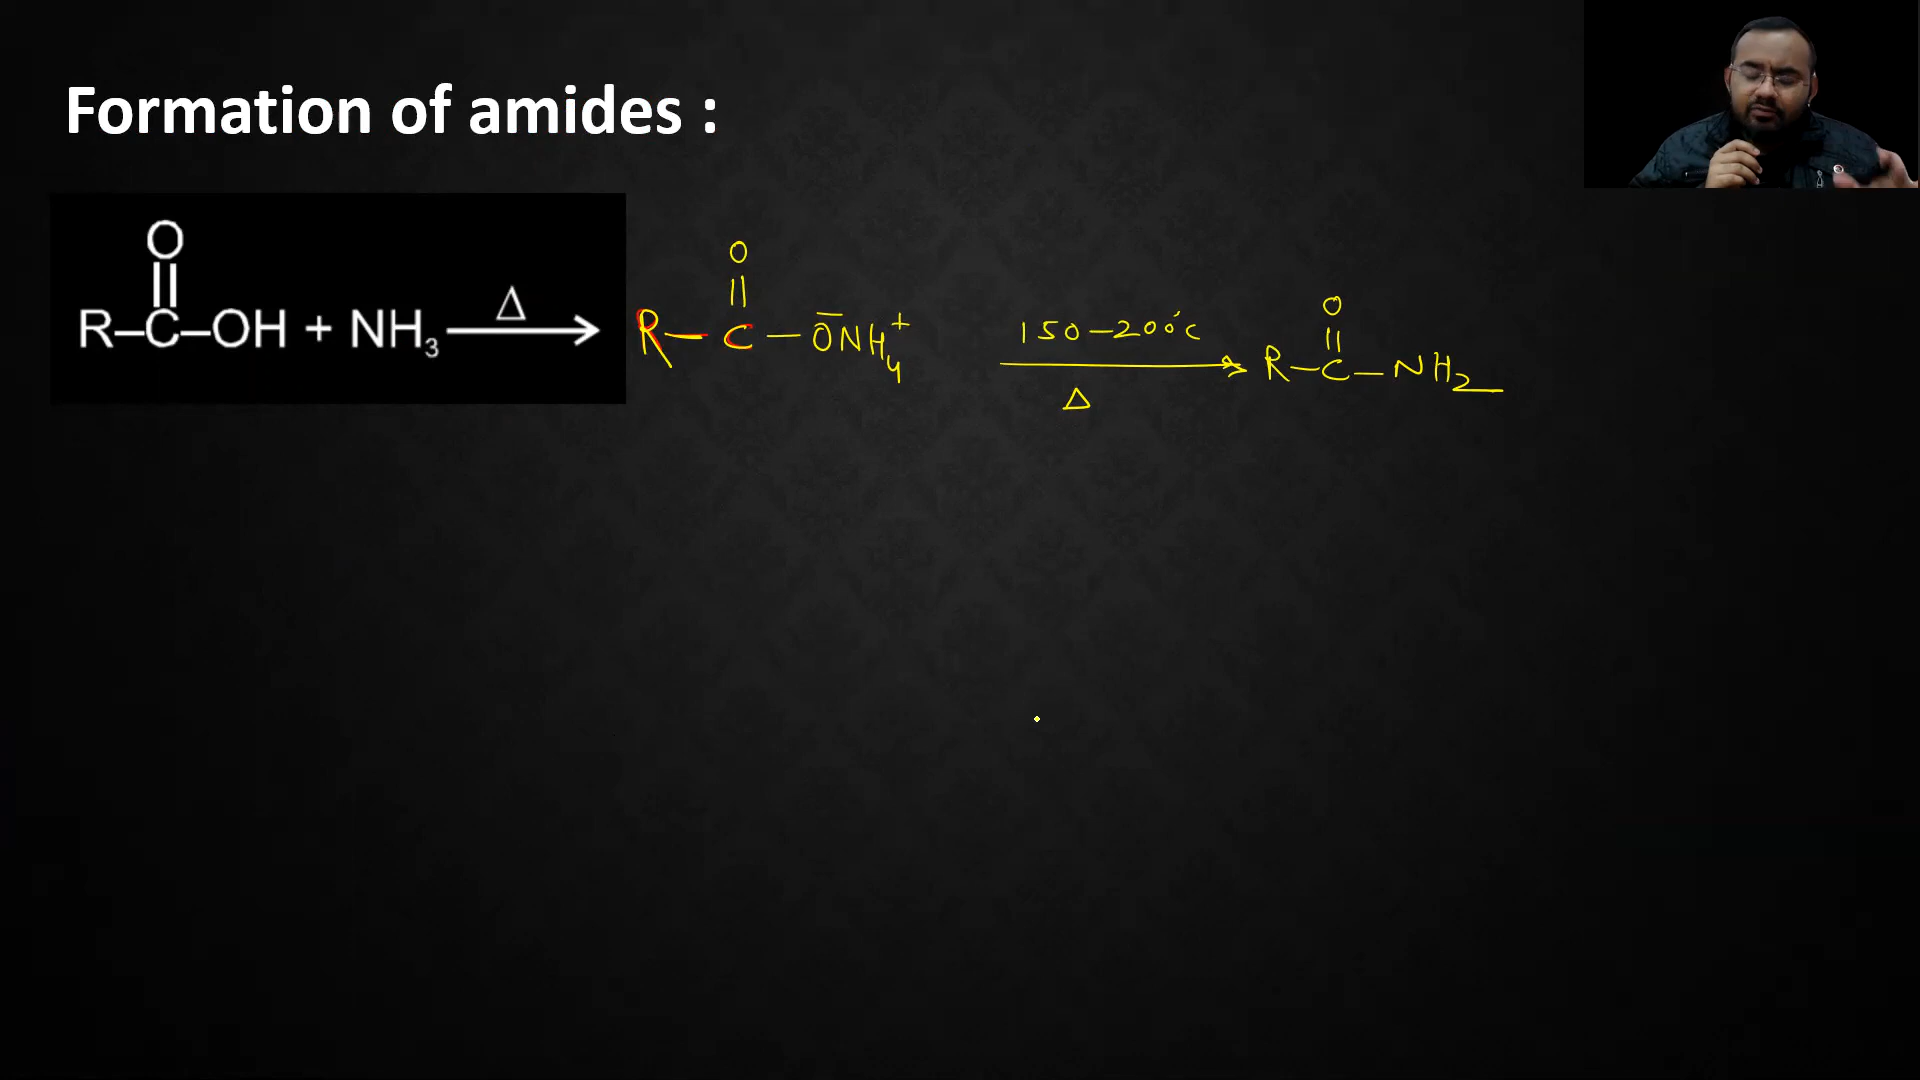 Formation of amides :
O
||
R–C–OH + NH₃ Δ→
O
||
R—C—ŌNH₄⁺
150–200°C
Δ
O
||
R—C—NH₂